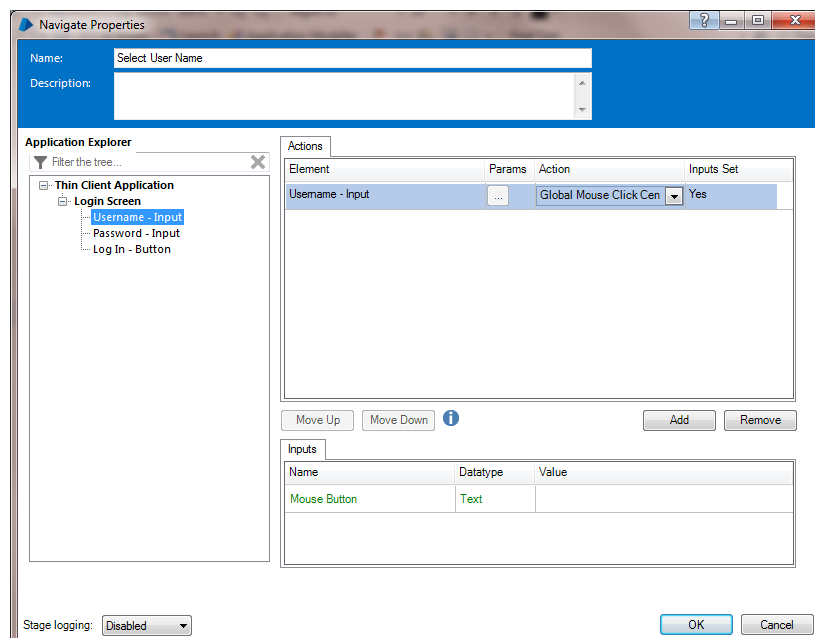 Navigate Properties
Name:
Select User Name
Description:
Application Explorer
Filter the tree...
Thin Client Application
Login Screen
Username - Input
Password - Input
Log In - Button
Actions
Element Params Action Inputs Set
Username - Input ... Global Mouse Click Cen Yes
Move Up Move Down i Add Remove
Inputs
Name Datatype Value
Mouse Button Text
Stage logging: Disabled OK Cancel